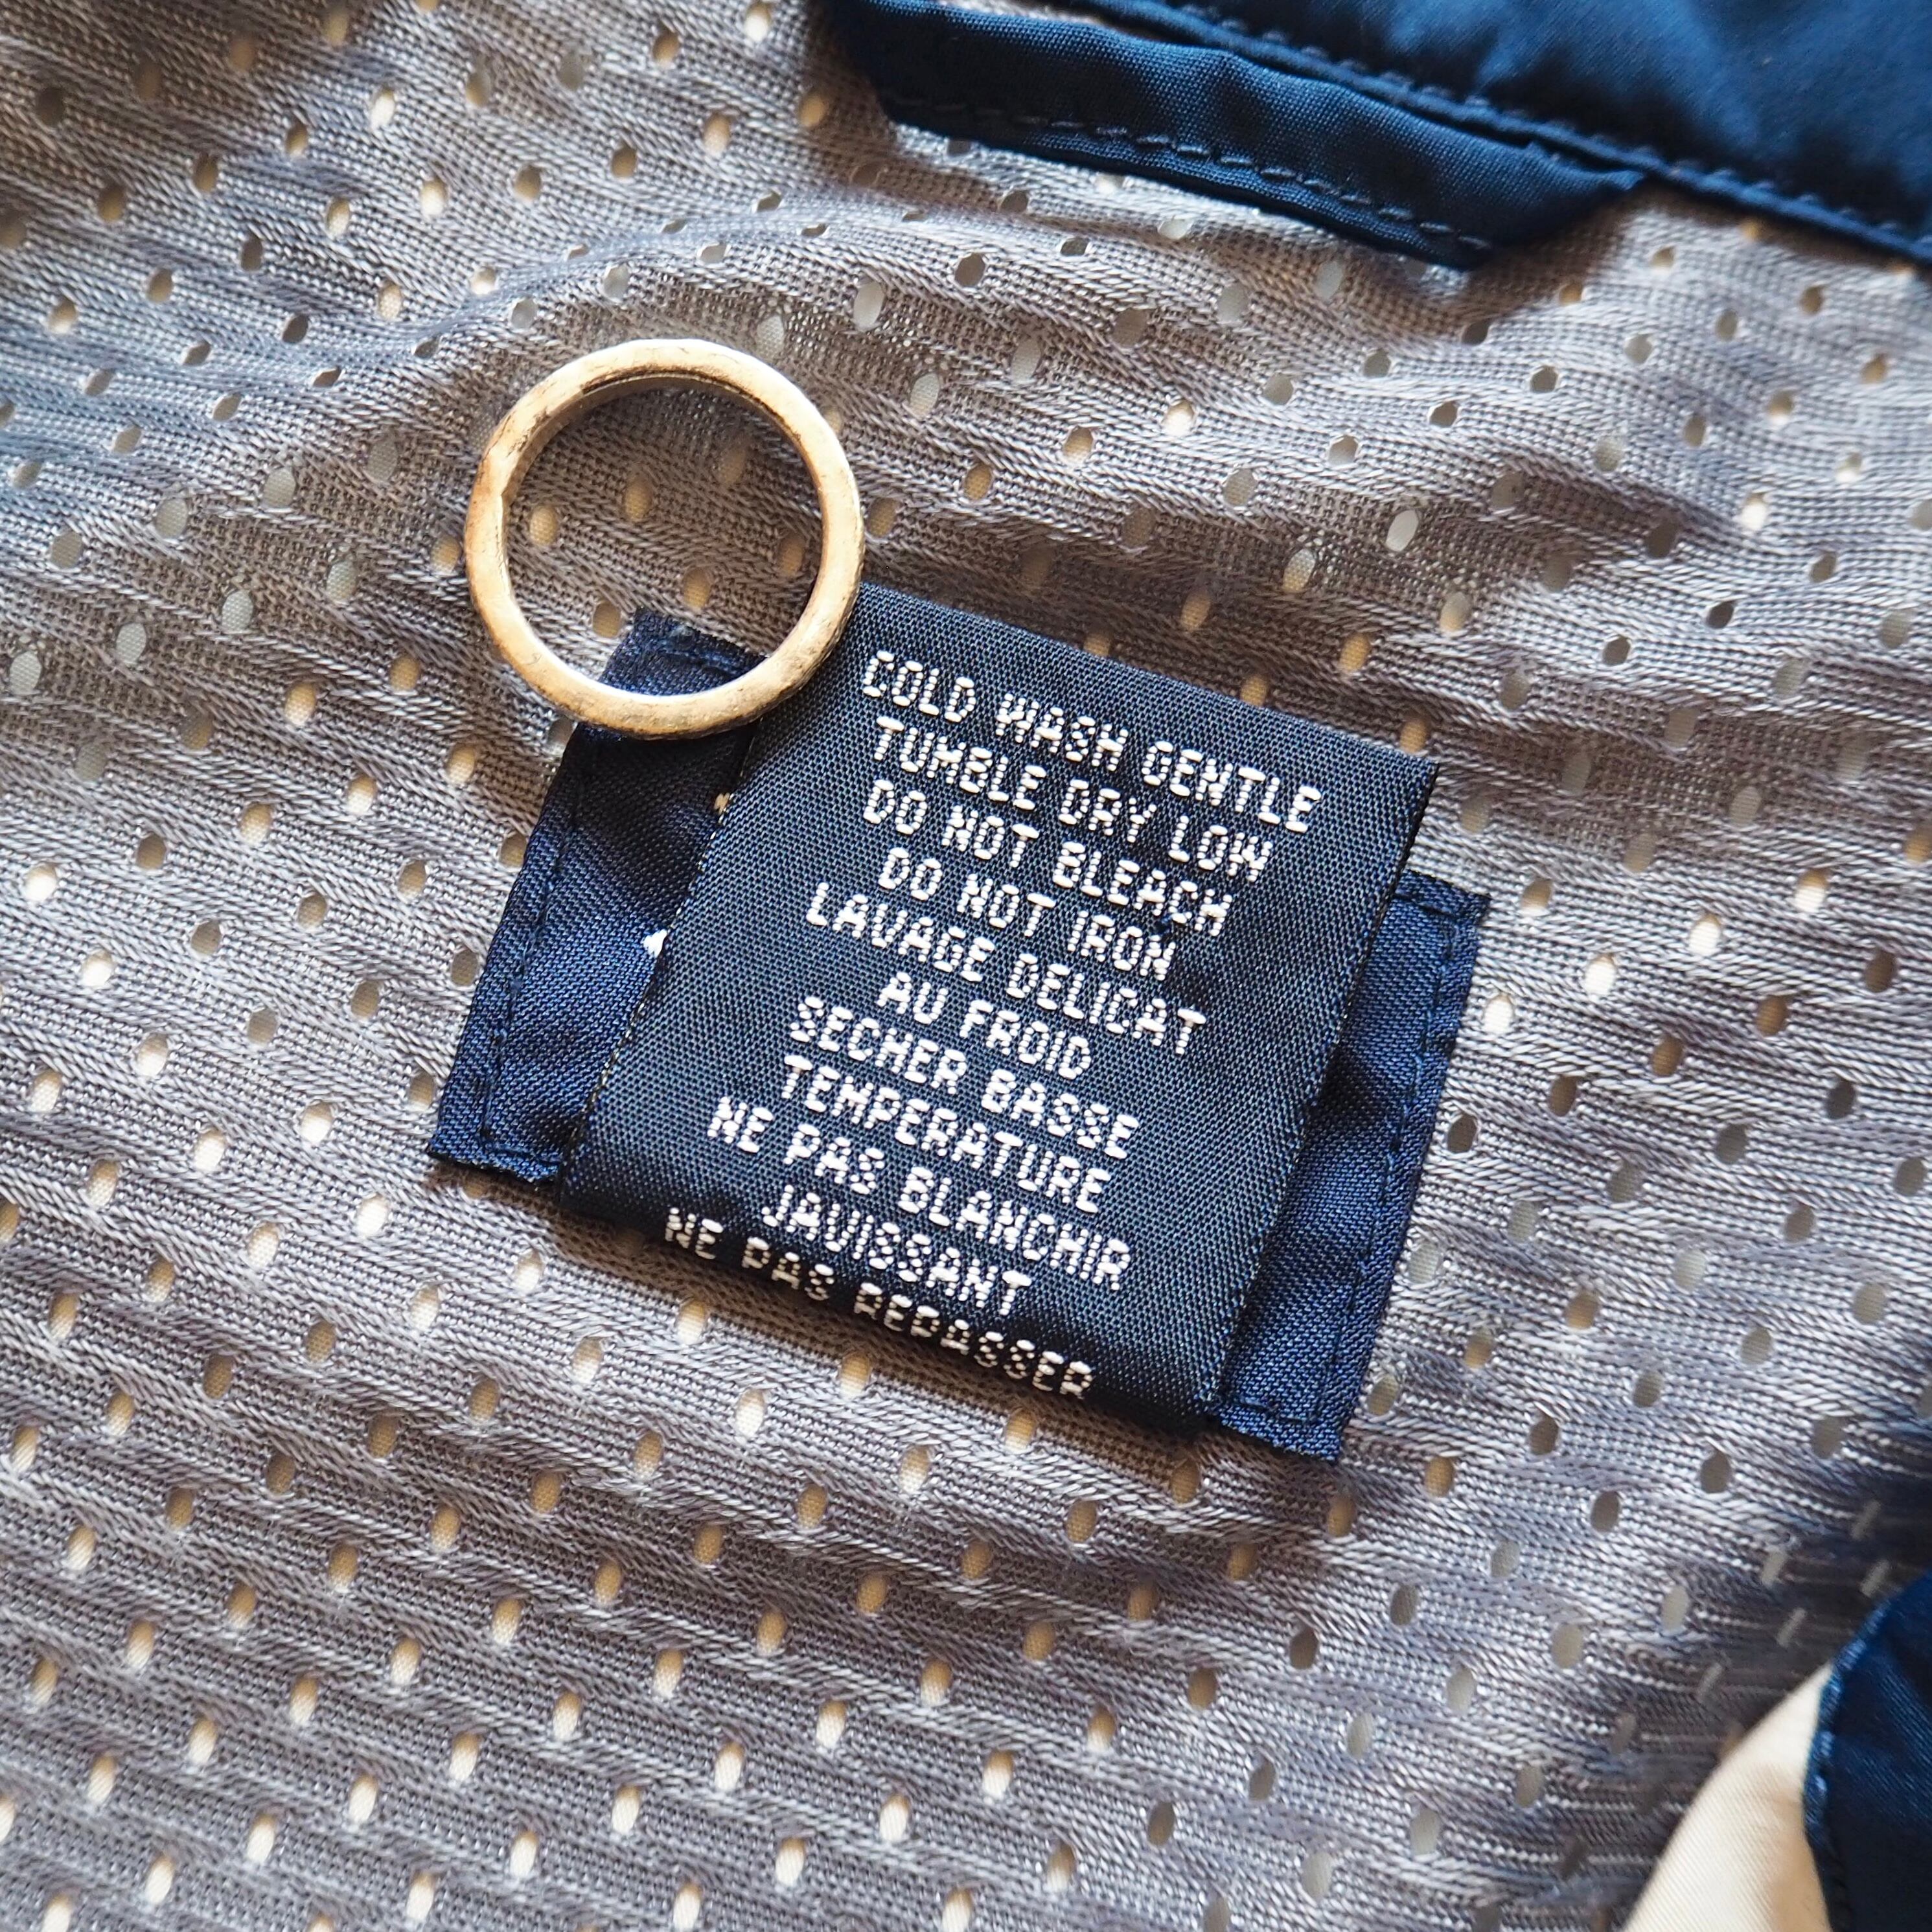 COLD WASH GENTLE
TUMBLE DRY LOW
DO NOT BLEACH
DO NOT IRON
LAVAGE DELICAT
AU FROID
SECHER BASSE
TEMPERATURE
NE PAS BLANCHIR
JAVISSANT
NE PAS REPASSER